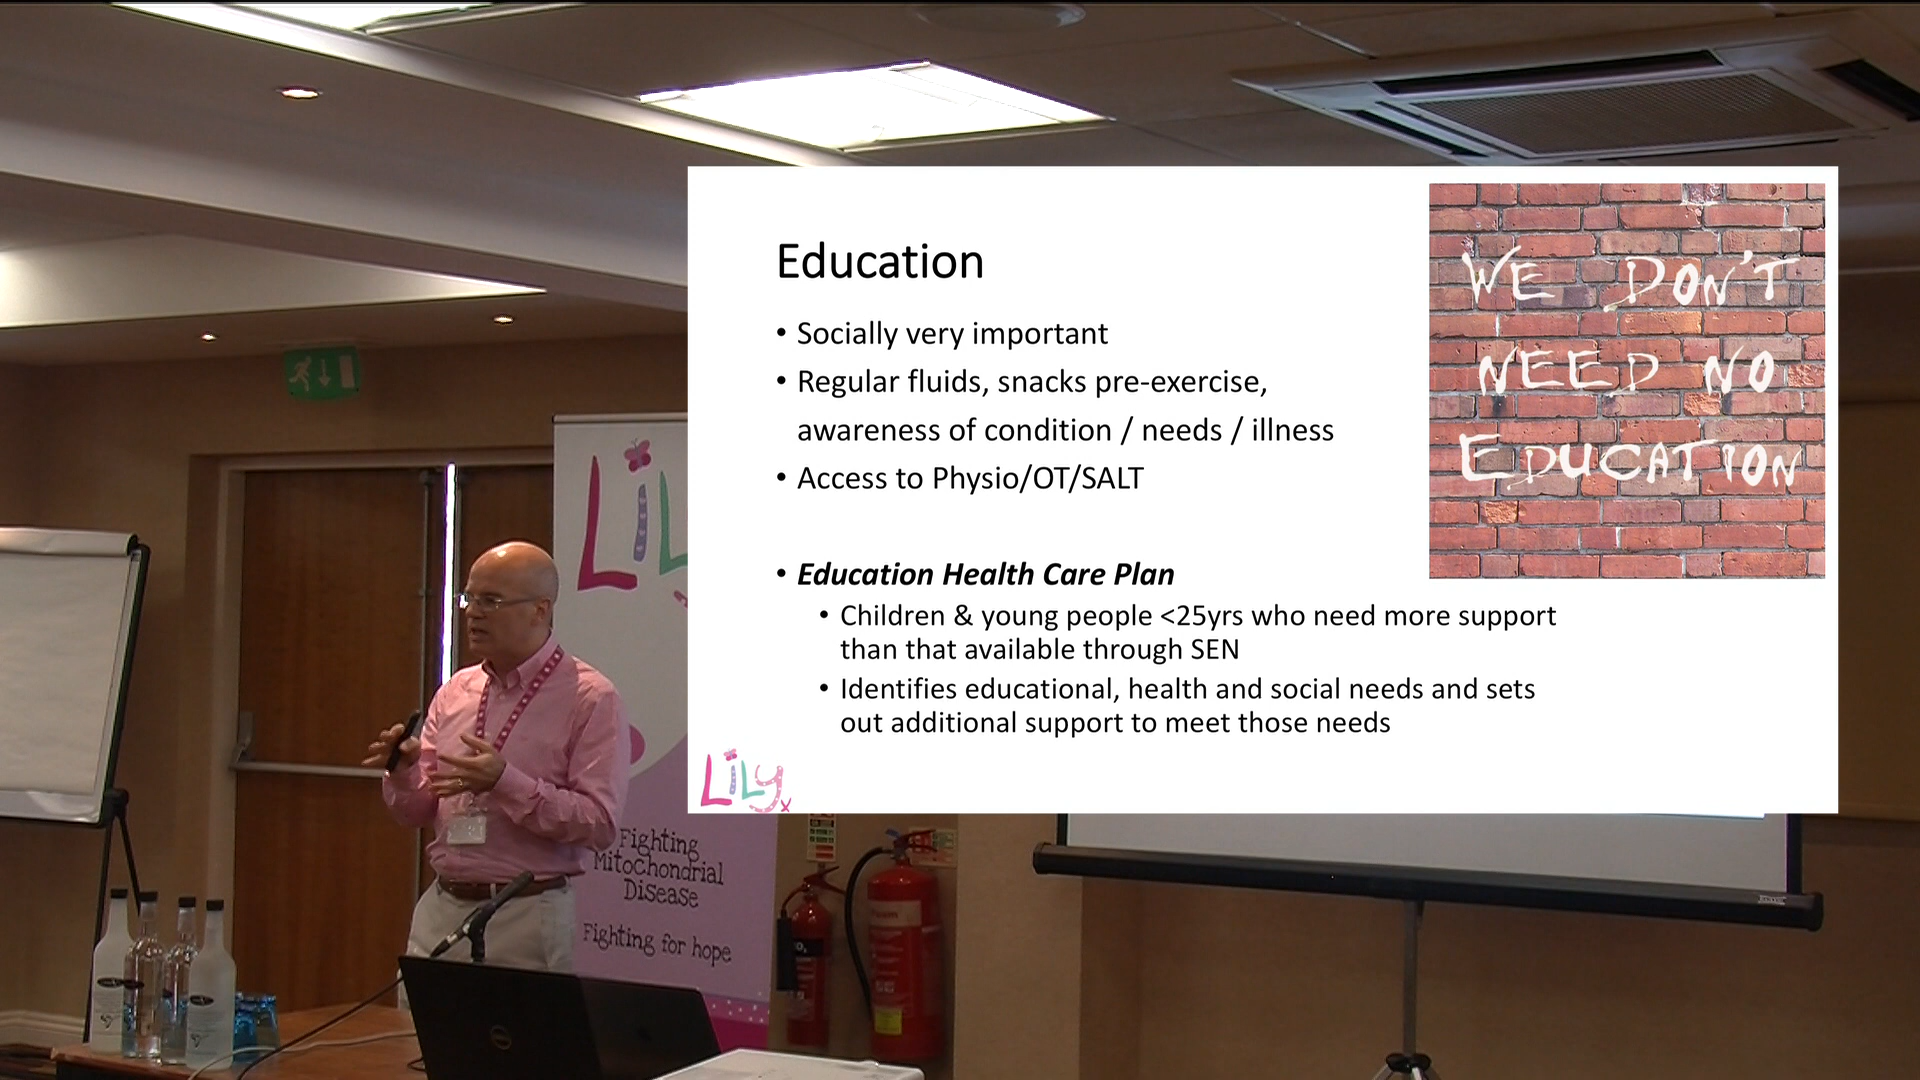 Education
• Socially very important
• Regular fluids, snacks pre-exercise,
awareness of condition / needs / illness
• Access to Physio/OT/SALT
• Education Health Care Plan
• Children & young people <25yrs who need more support
than that available through SEN
• Identifies educational, health and social needs and sets
out additional support to meet those needs
WE DON'T
NEED NO
EDUCATION
Lily x
LiL
Fighting
Mitochondrial
Disease
Fighting for hope
Foam
DELL